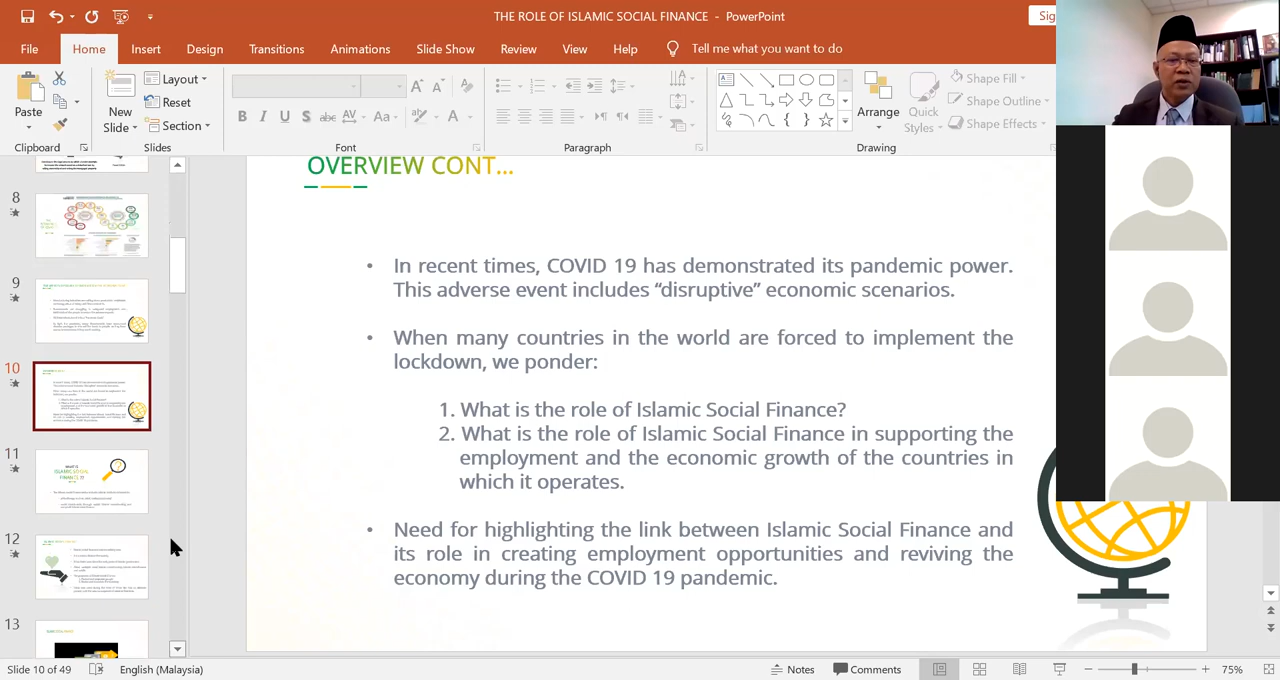 THE ROLE OF ISLAMIC SOCIAL FINANCE - PowerPoint
Sig
File Home Insert Design Transitions Animations Slide Show Review View Help Tell me what you want to do
Paste
New
Slide
Layout
Reset
Section
Arrange
Quick
Styles
Shape Fill
Shape Outline
Shape Effects
B I U S abc AV Aa A
Clipboard Slides Font Paragraph Drawing
8
9
10
11
12
13
OVERVIEW CONT...
• In recent times, COVID 19 has demonstrated its pandemic power.
This adverse event includes “disruptive” economic scenarios.
• When many countries in the world are forced to implement the
lockdown, we ponder:
1. What is the role of Islamic Social Finance?
2. What is the role of Islamic Social Finance in supporting the
employment and the economic growth of the countries in
which it operates.
• Need for highlighting the link between Islamic Social Finance and
its role in creating employment opportunities and reviving the
economy during the COVID 19 pandemic.
Slide 10 of 49 English (Malaysia) Notes Comments 75%